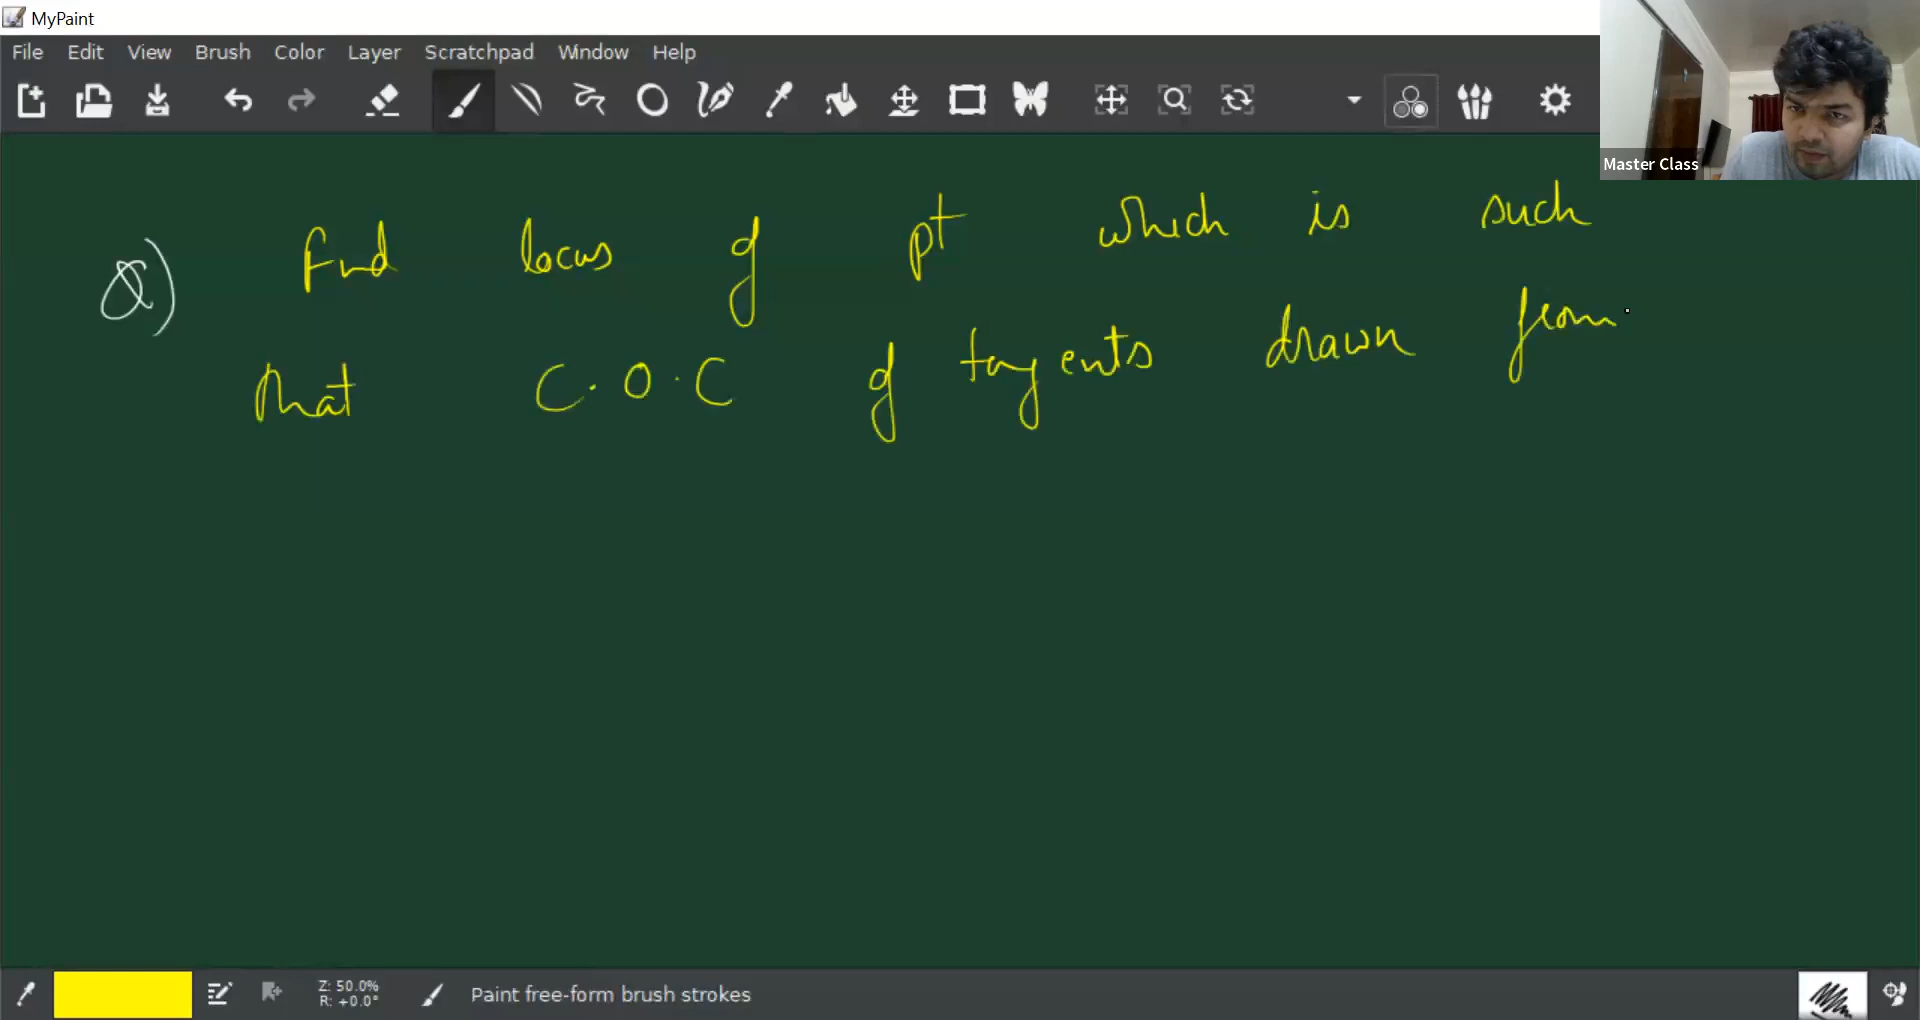 MyPaint
File Edit View Brush Color Layer Scratchpad Window Help
Master Class
Q) Find locus of pt which is such
that C.O.C of tangents drawn from
Z: 50.0%
R: +0.0°
Paint free-form brush strokes